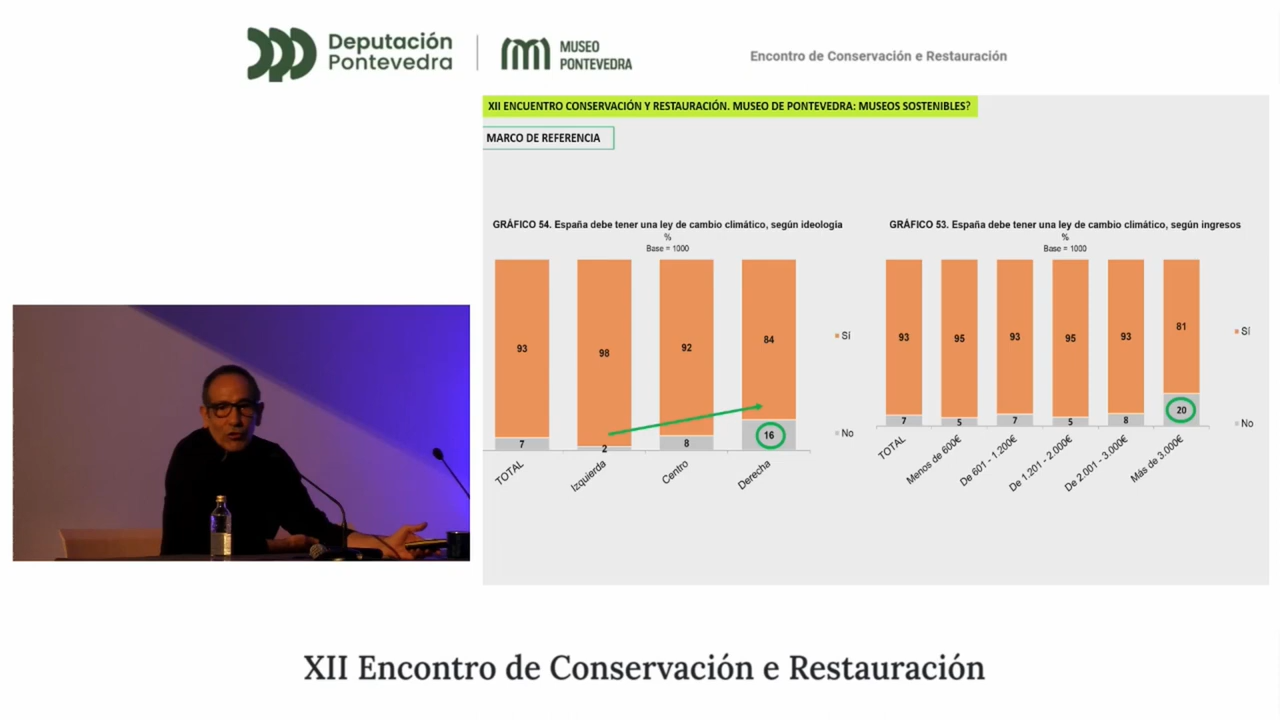 Deputación
Pontevedra
MUSEO
PONTEVEDRA
Encontro de Conservación e Restauración
XII ENCUENTRO CONSERVACIÓN Y RESTAURACIÓN. MUSEO DE PONTEVEDRA: MUSEOS SOSTENIBLES?
MARCO DE REFERENCIA
GRÁFICO 54. España debe tener una ley de cambio climático, según ideología
%
Base = 1000
93
98
92
84
7
2
8
16
Sí
No
TOTAL
Izquierda
Centro
Derecha
GRÁFICO 53. España debe tener una ley de cambio climático, según ingresos
%
Base = 1000
93
95
93
95
93
81
7
5
7
5
8
20
Sí
No
TOTAL
Menos de 600€
De 601 - 1.200€
De 1.201 - 2.000€
De 2.001 - 3.000€
Más de 3.000€
XII Encontro de Conservación e Restauración